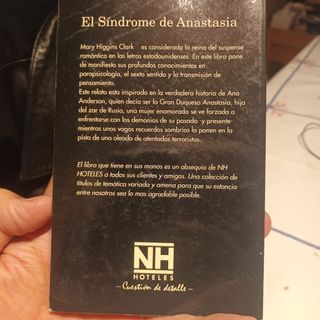 El Síndrome de Anastasia
Mary Higgins Clark es considerada la reina del suspense
romántico en las letras estadounidenses. En este libro pone
de manifiesto sus profundos conocimientos en
parapsicología, el sexto sentido y la transmisión de
pensamiento.
Este relato esta inspirado en la verdadera historia de Ana
Anderson, quien decía ser la Gran Duquesa Anastasia, hija
del zar de Rusia, una mujer enamorada se ve forzada a
enfrentarse con los demonios de su pasado -y presente-
mientras unos vagos recuerdos sombríos la ponen en la
pista de una oleada de atentados terroristas.
El libro que tiene en sus manos es un obsequio de NH
HOTELES a todos sus clientes y amigos. Una colección de
títulos de temática variada y amena para que su estancia
entre nosotros sea lo mas agradable posible.
NH
HOTELES
- Cuestión de detalle -